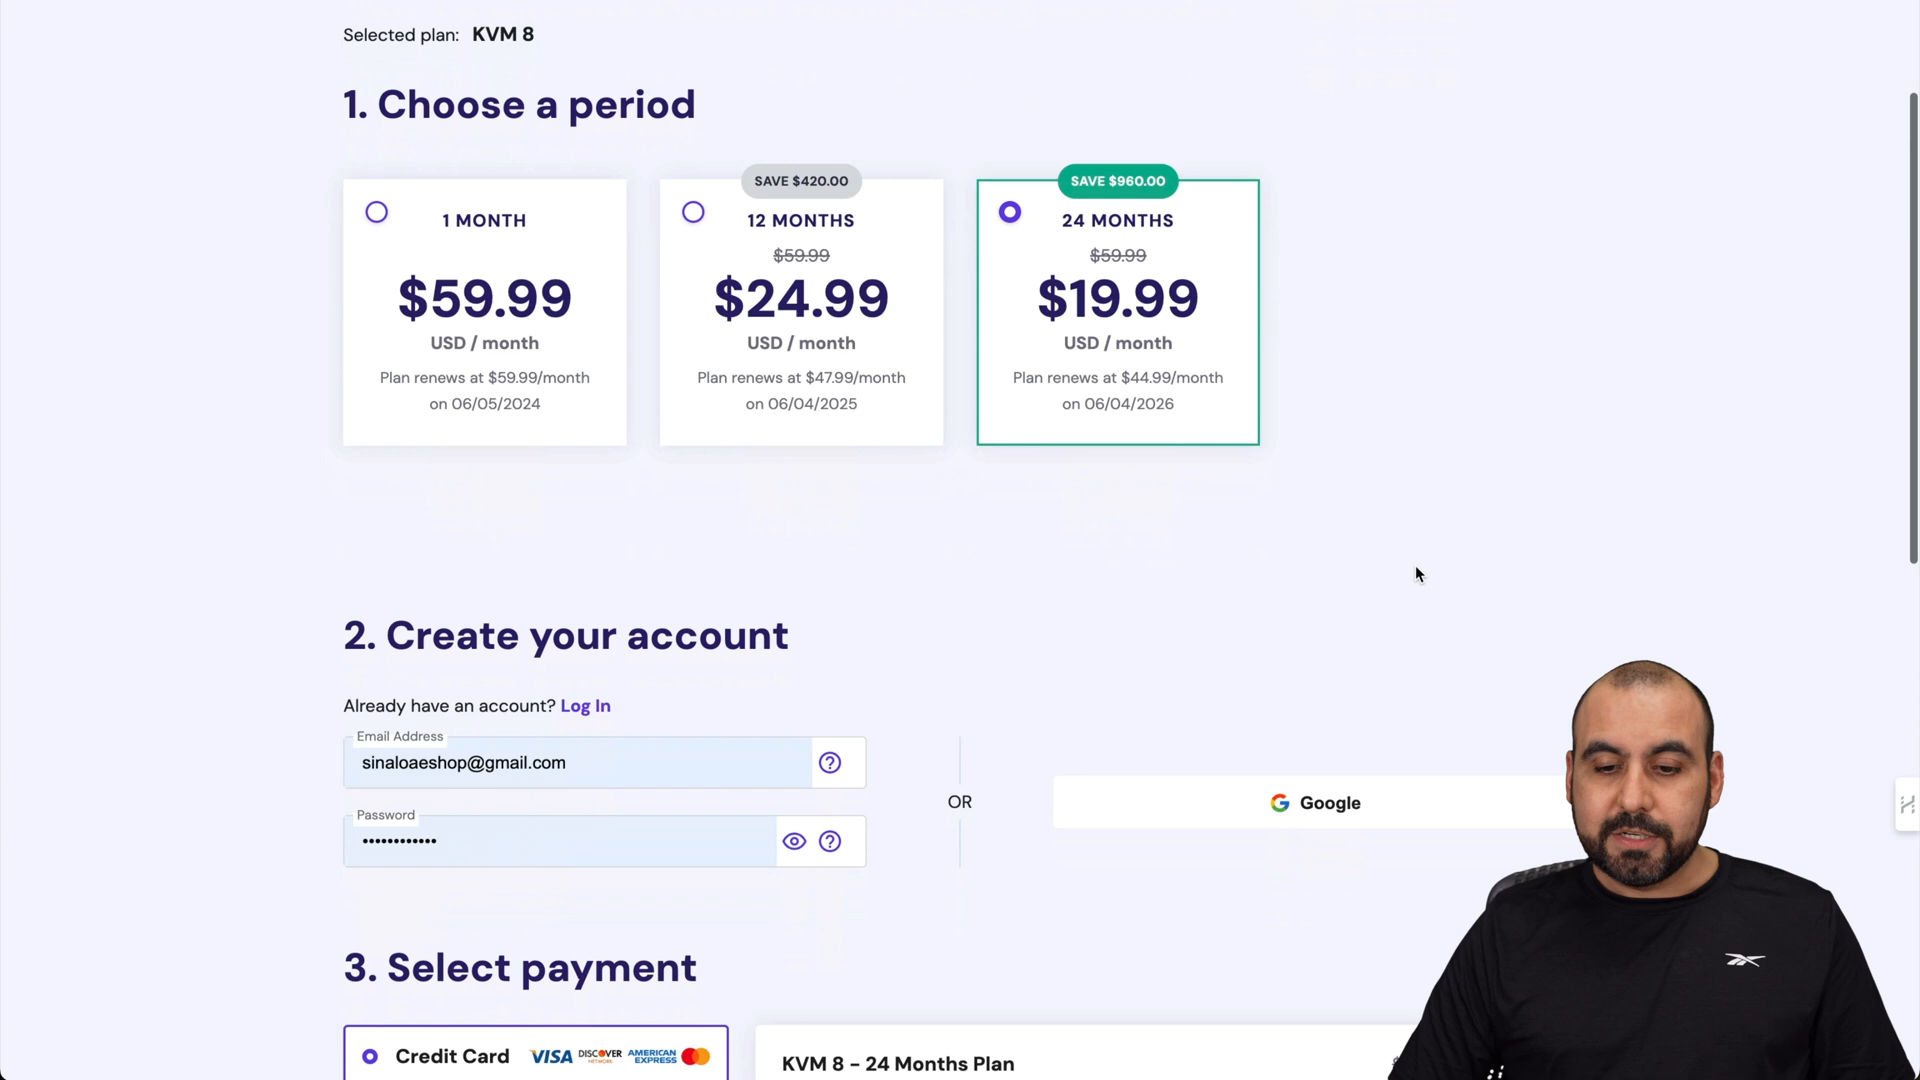 Selected plan: KVM 8
1. Choose a period
SAVE $420.00
SAVE $960.00
1 MONTH
$59.99
USD / month
Plan renews at $59.99/month
on 06/05/2024
12 MONTHS
$59.99
$24.99
USD / month
Plan renews at $47.99/month
on 06/04/2025
24 MONTHS
$59.99
$19.99
USD / month
Plan renews at $44.99/month
on 06/04/2026
2. Create your account
Already have an account? Log In
Email Address
sinaloaeshop@gmail.com
Password
••••••••••••
OR
Google
3. Select payment
Credit Card
VISA
DISCOVER
NETWORK
AMERICAN
EXPRESS
KVM 8 – 24 Months Plan